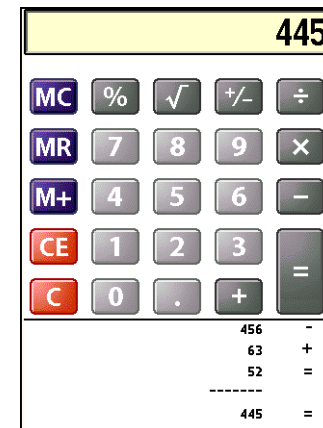 445
MC % √ +/− ÷
MR 7 8 9 ×
M+ 4 5 6 −
CE 1 2 3 =
C 0 . +
456 -
63 +
52 =
-------
445 =